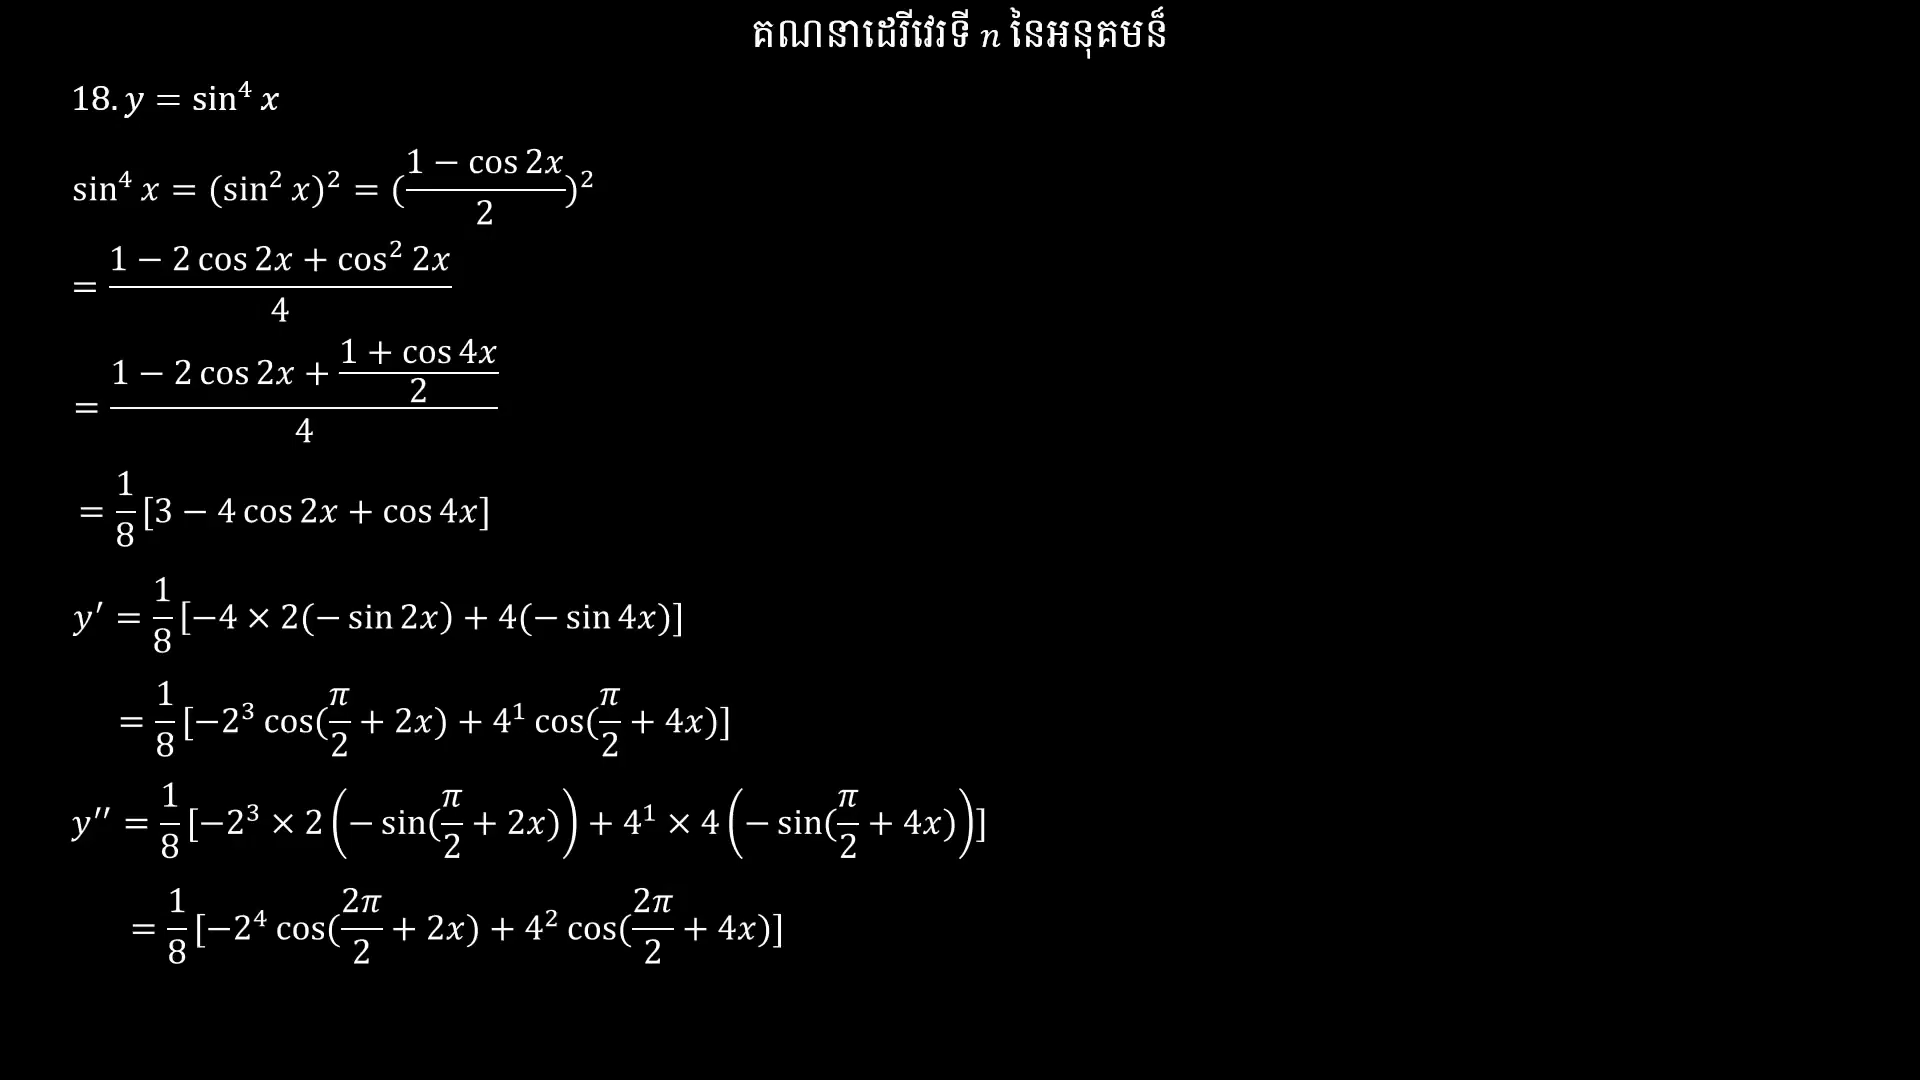 គណនាដេរីវេរទី n នៃអនុគមន៏
18. y = sin⁴ x
sin⁴ x = (sin² x)² = ((1 − cos 2x)/2)²
= (1 − 2 cos 2x + cos² 2x)/4
= (1 − 2 cos 2x + (1 + cos 4x)/2)/4
= 1/8 [3 − 4 cos 2x + cos 4x]
y′ = 1/8 [−4 × 2(− sin 2x) + 4(− sin 4x)]
= 1/8 [−2³ cos(π/2 + 2x) + 4¹ cos(π/2 + 4x)]
y′′ = 1/8 [−2³ × 2 (− sin(π/2 + 2x)) + 4¹ × 4 (− sin(π/2 + 4x))]
= 1/8 [−2⁴ cos(2π/2 + 2x) + 4² cos(2π/2 + 4x)]